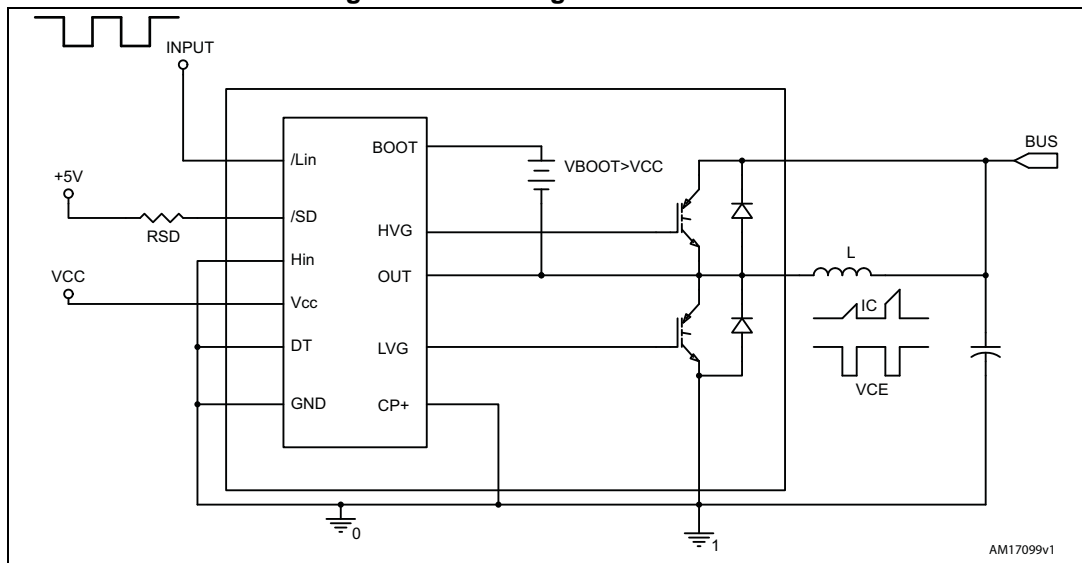 INPUT
BUS
/Lin
BOOT
VBOOT>VCC
+5V
/SD
RSD
HVG
Hin
OUT
L
VCC
Vcc
IC
DT
LVG
VCE
GND
CP+
0
1
AM17099v1